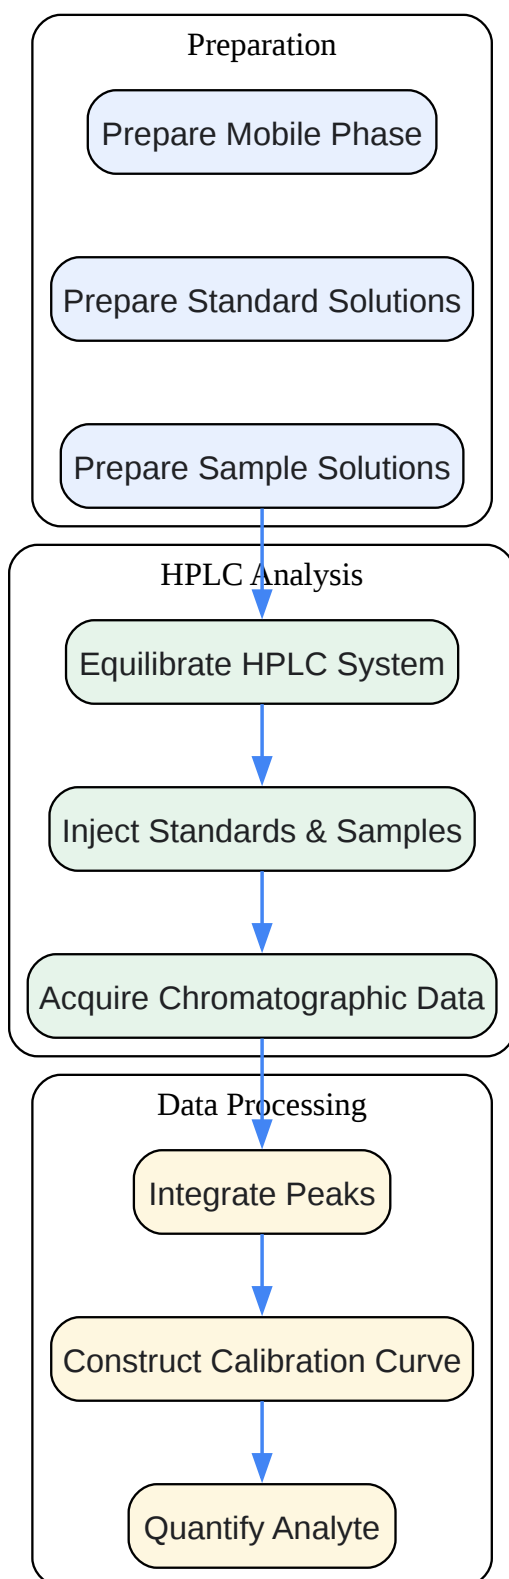 Preparation
Prepare Mobile Phase
Prepare Standard Solutions
Prepare Sample Solutions
HPLC Analysis
Equilibrate HPLC System
Inject Standards & Samples
Acquire Chromatographic Data
Data Processing
Integrate Peaks
Construct Calibration Curve
Quantify Analyte